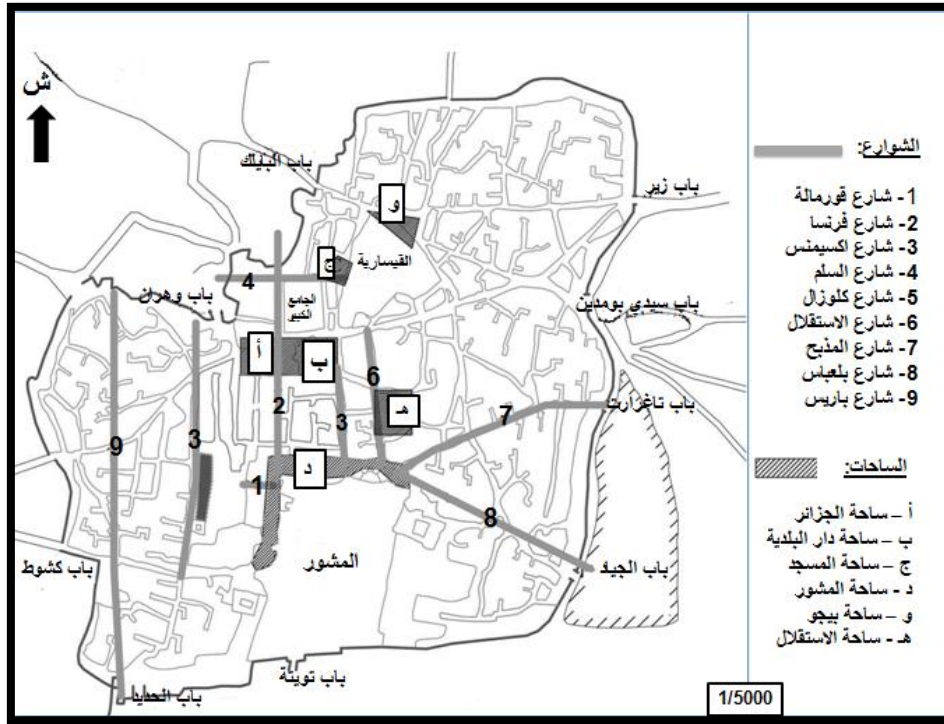 ش
باب البايلك
و
باب زير
القيسارية
ج
4
باب وهران
الجامع
الكبير
باب سيدي بومدين
أ
ب
6
هـ
باب تاغزارت
7
2
3
3
9
د
1
8
باب الجياد
المشور
باب كشوط
باب تويتة
باب الحديد
1/5000
الشوارع:
1- شارع قورمالة
2- شارع فرنسا
3- شارع اكسيمنس
4- شارع السلم
5- شارع كلوزال
6- شارع الاستقلال
7- شارع المذبح
8- شارع بلعباس
9- شارع باريس
الساحات:
أ – ساحة الجزائر
ب – ساحة دار البلدية
ج – ساحة المسجد
د - ساحة المشور
و - ساحة بيجو
هـ - ساحة الاستقلال